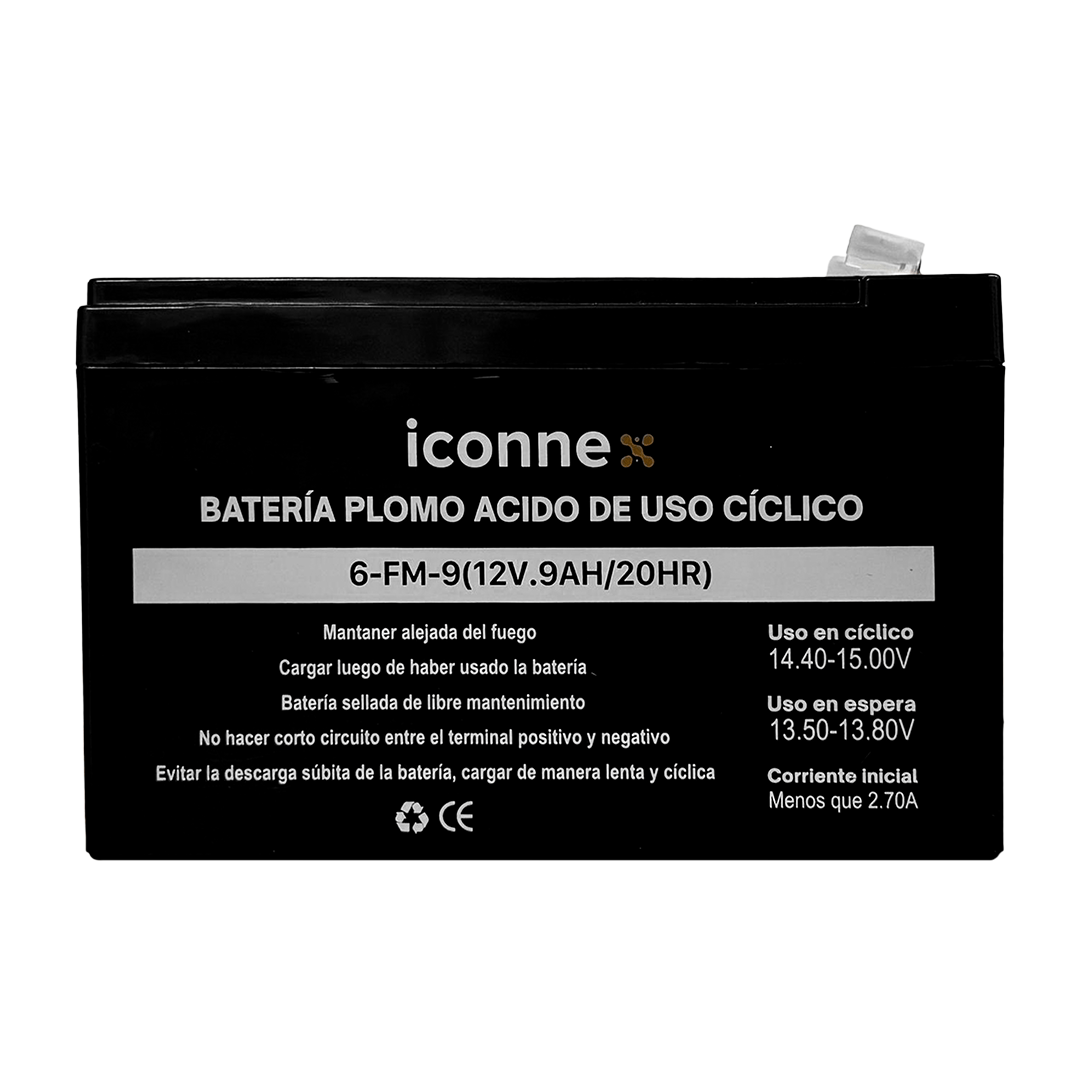 iconnex
BATERÍA PLOMO ACIDO DE USO CÍCLICO
6-FM-9(12V.9AH/20HR)
Mantaner alejada del fuego
Cargar luego de haber usado la batería
Batería sellada de libre mantenimiento
No hacer corto circuito entre el terminal positivo y negativo
Evitar la descarga súbita de la batería, cargar de manera lenta y cíclica
CE
Uso en cíclico
14.40-15.00V
Uso en espera
13.50-13.80V
Corriente inicial
Menos que 2.70A